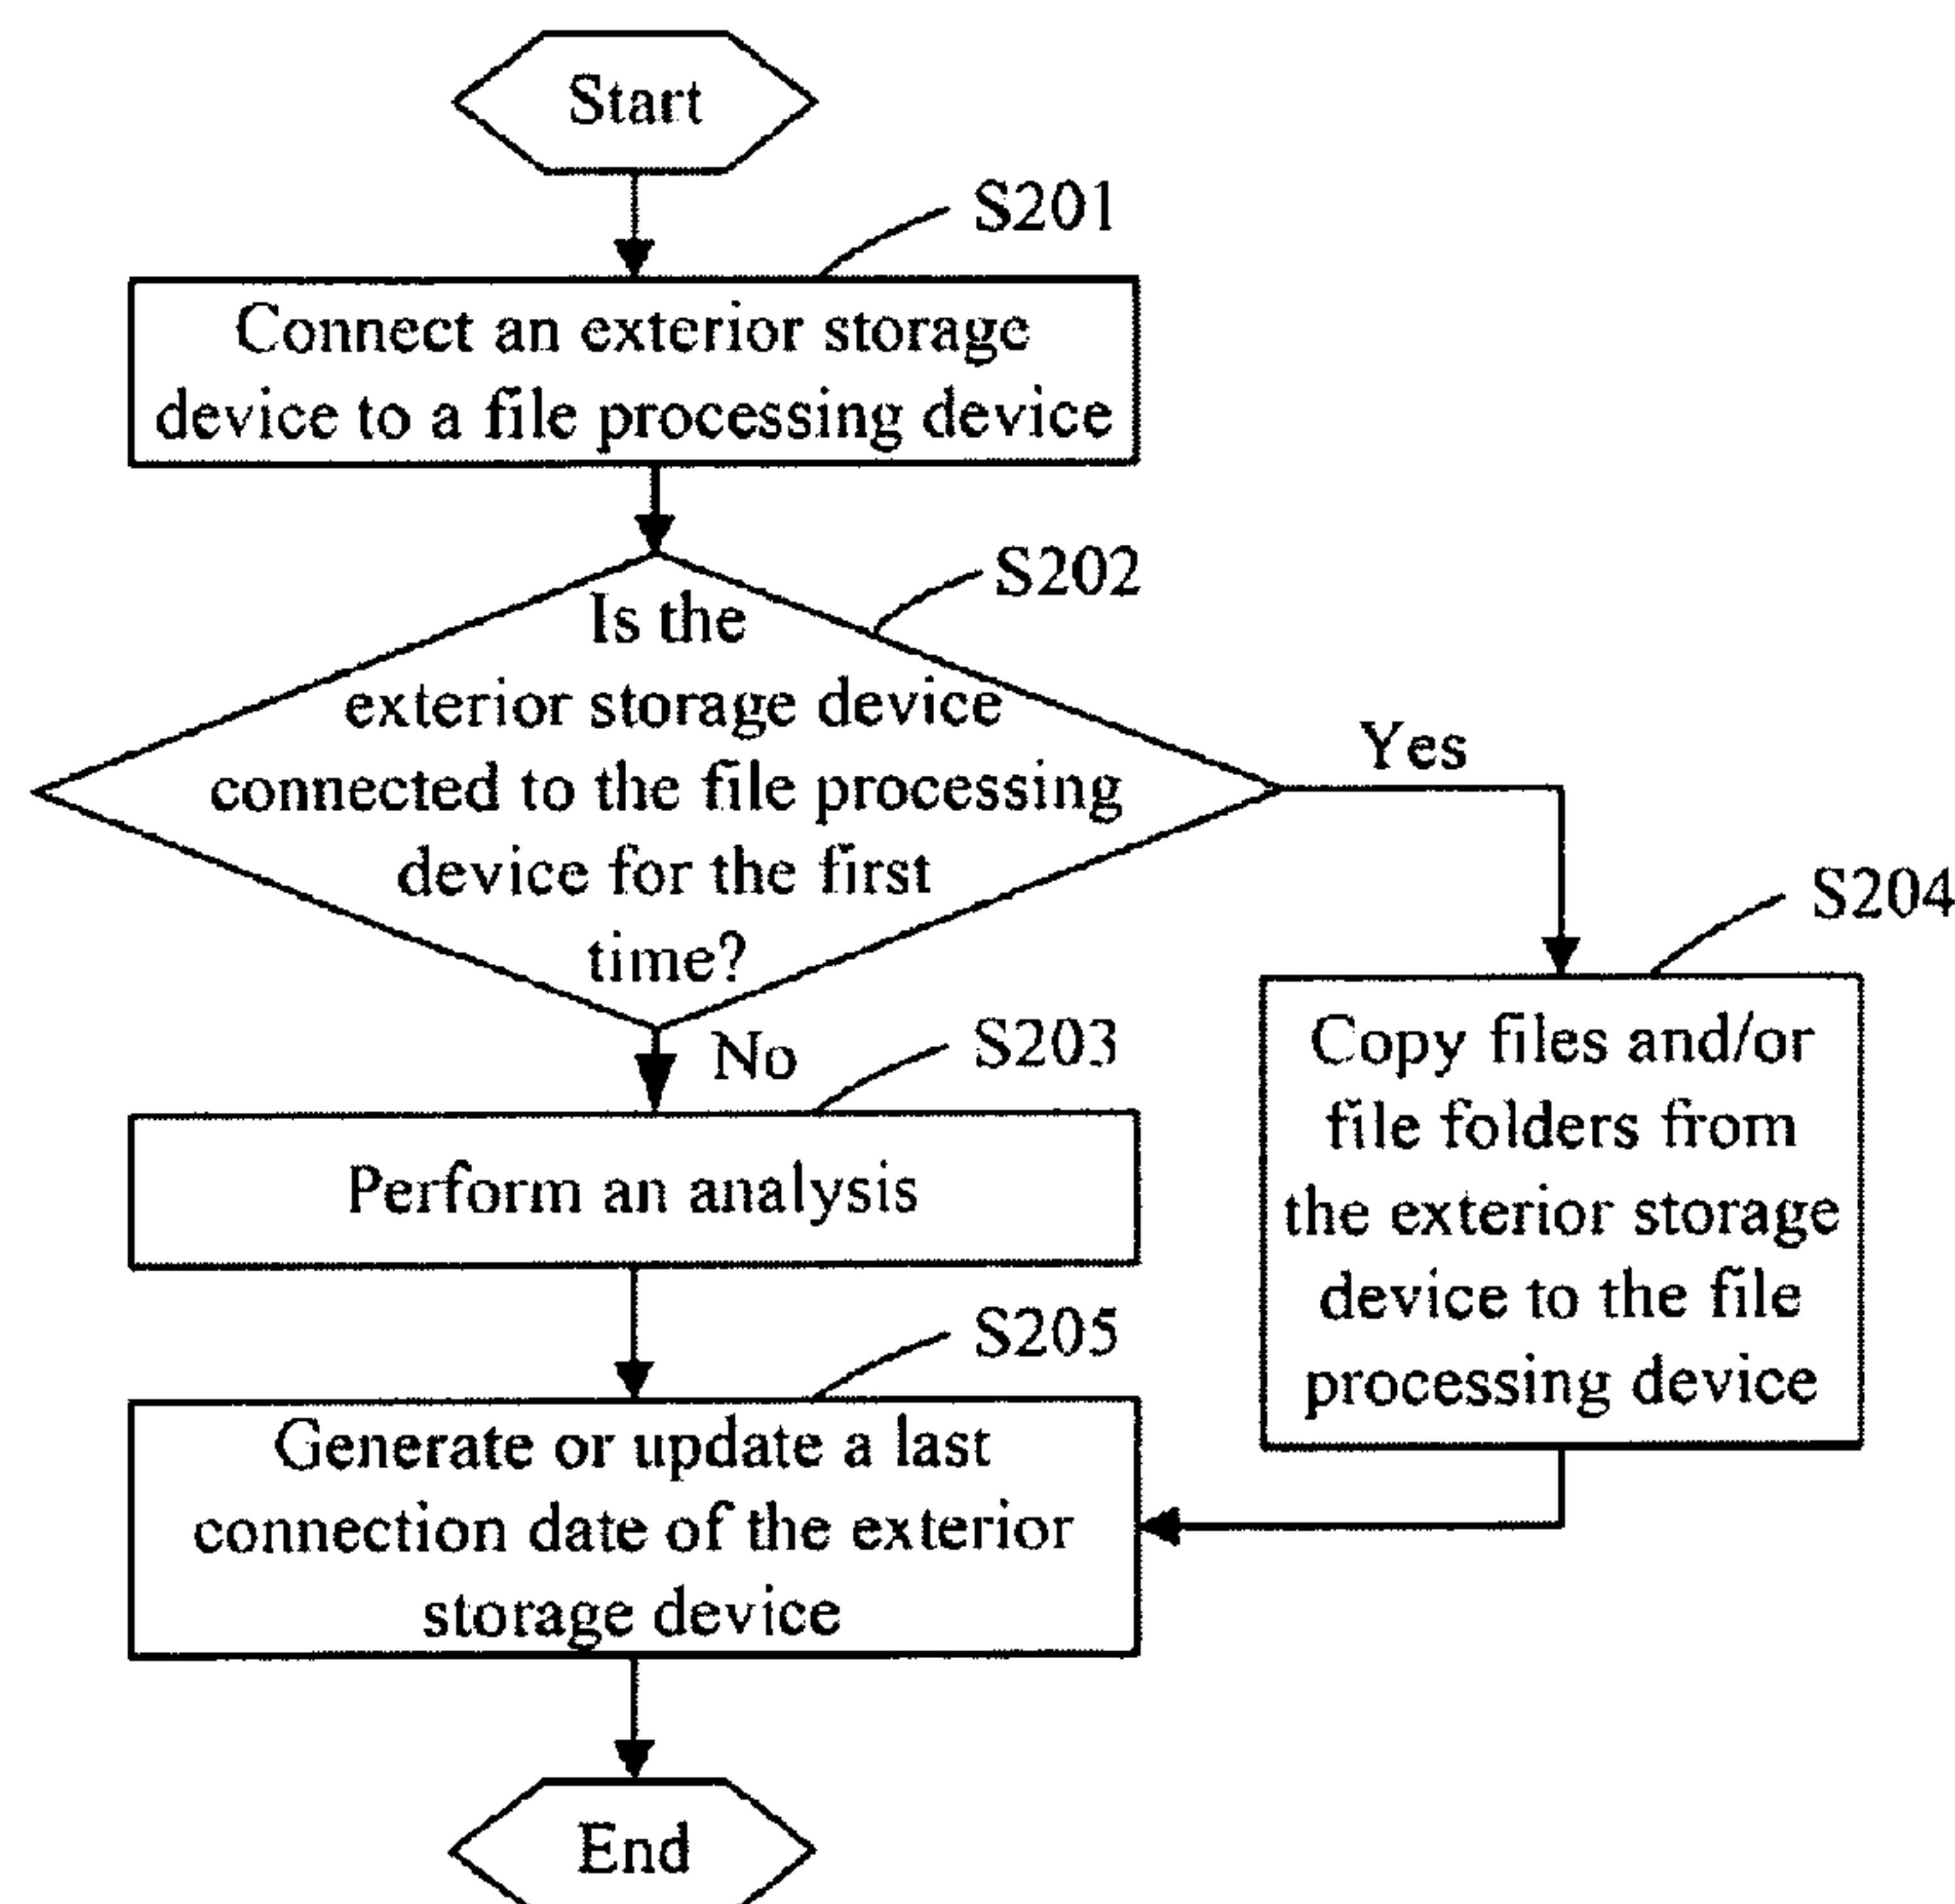 Start
S201
Connect an exterior storage
device to a file processing device
S202
Is the
exterior storage device
connected to the file processing
device for the first
time?
Yes
No
S204
Copy files and/or
file folders from
the exterior storage
device to the file
processing device
S203
Perform an analysis
S205
Generate or update a last
connection date of the exterior
storage device
End